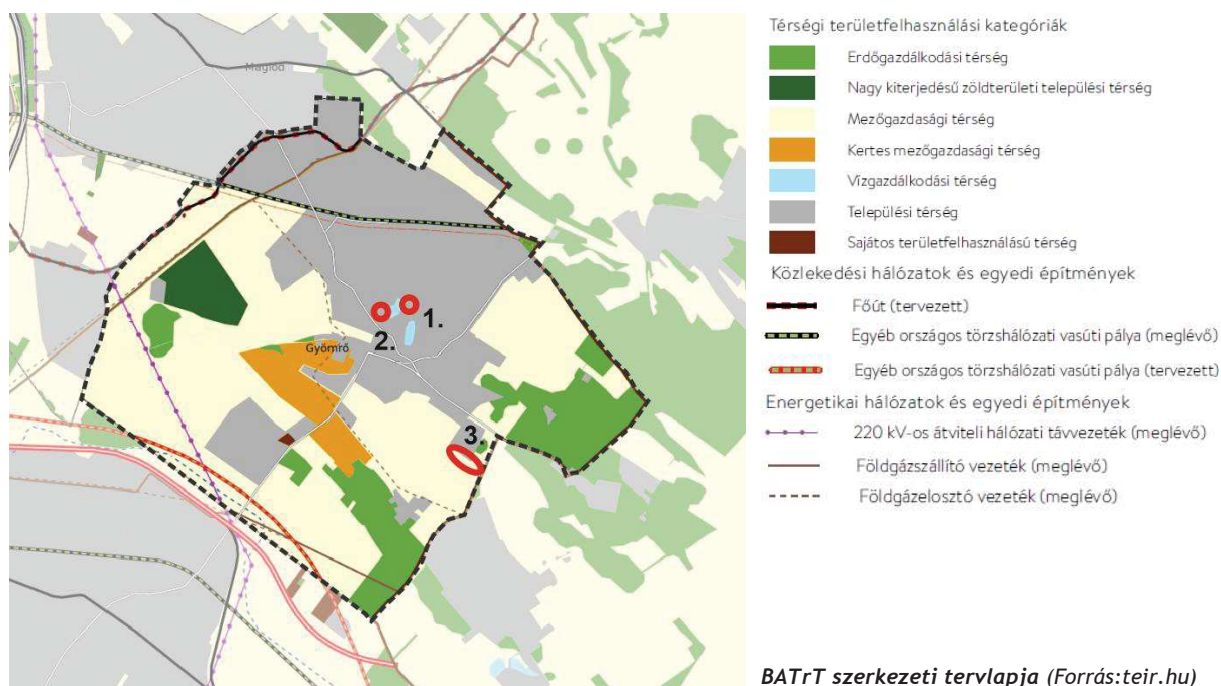 Maglód
1.
2.
Gyömrő
3.
Térségi területfelhasználási kategóriák
Erdőgazdálkodási térség
Nagy kiterjedésű zöldterületi települési térség
Mezőgazdasági térség
Kertes mezőgazdasági térség
Vízgazdálkodási térség
Települési térség
Sajátos területfelhasználású térség
Közlekedési hálózatok és egyedi építmények
Főút (tervezett)
Egyéb országos törzshálózati vasúti pálya (meglévő)
Egyéb országos törzshálózati vasúti pálya (tervezett)
Energetikai hálózatok és egyedi építmények
220 kV-os átviteli hálózati távvezeték (meglévő)
Földgázszállító vezeték (meglévő)
Földgázelosztó vezeték (meglévő)
BATrT szerkezeti tervlapja (Forrás:teir.hu)